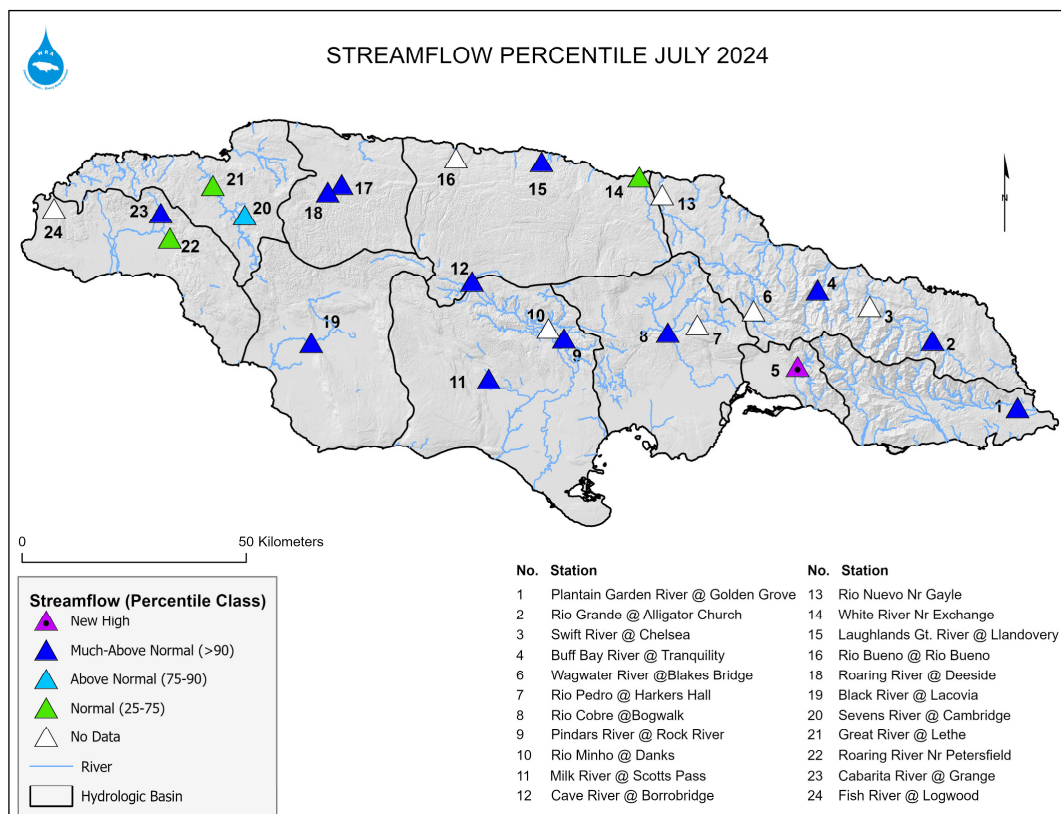 WRA
STREAMFLOW PERCENTILE JULY 2024
N
21
20
23
24
22
18
17
16
15
14
13
12
19
10
9
11
8
7
6
4
3
2
5
1
0 50 Kilometers
Streamflow (Percentile Class)
New High
Much-Above Normal (>90)
Above Normal (75-90)
Normal (25-75)
No Data
River
Hydrologic Basin
No. Station
1 Plantain Garden River @ Golden Grove
2 Rio Grande @ Alligator Church
3 Swift River @ Chelsea
4 Buff Bay River @ Tranquility
6 Wagwater River @Blakes Bridge
7 Rio Pedro @ Harkers Hall
8 Rio Cobre @Bogwalk
9 Pindars River @ Rock River
10 Rio Minho @ Danks
11 Milk River @ Scotts Pass
12 Cave River @ Borrobridge
No. Station
13 Rio Nuevo Nr Gayle
14 White River Nr Exchange
15 Laughlands Gt. River @ Llandovery
16 Rio Bueno @ Rio Bueno
18 Roaring River @ Deeside
19 Black River @ Lacovia
20 Sevens River @ Cambridge
21 Great River @ Lethe
22 Roaring River Nr Petersfield
23 Cabarita River @ Grange
24 Fish River @ Logwood